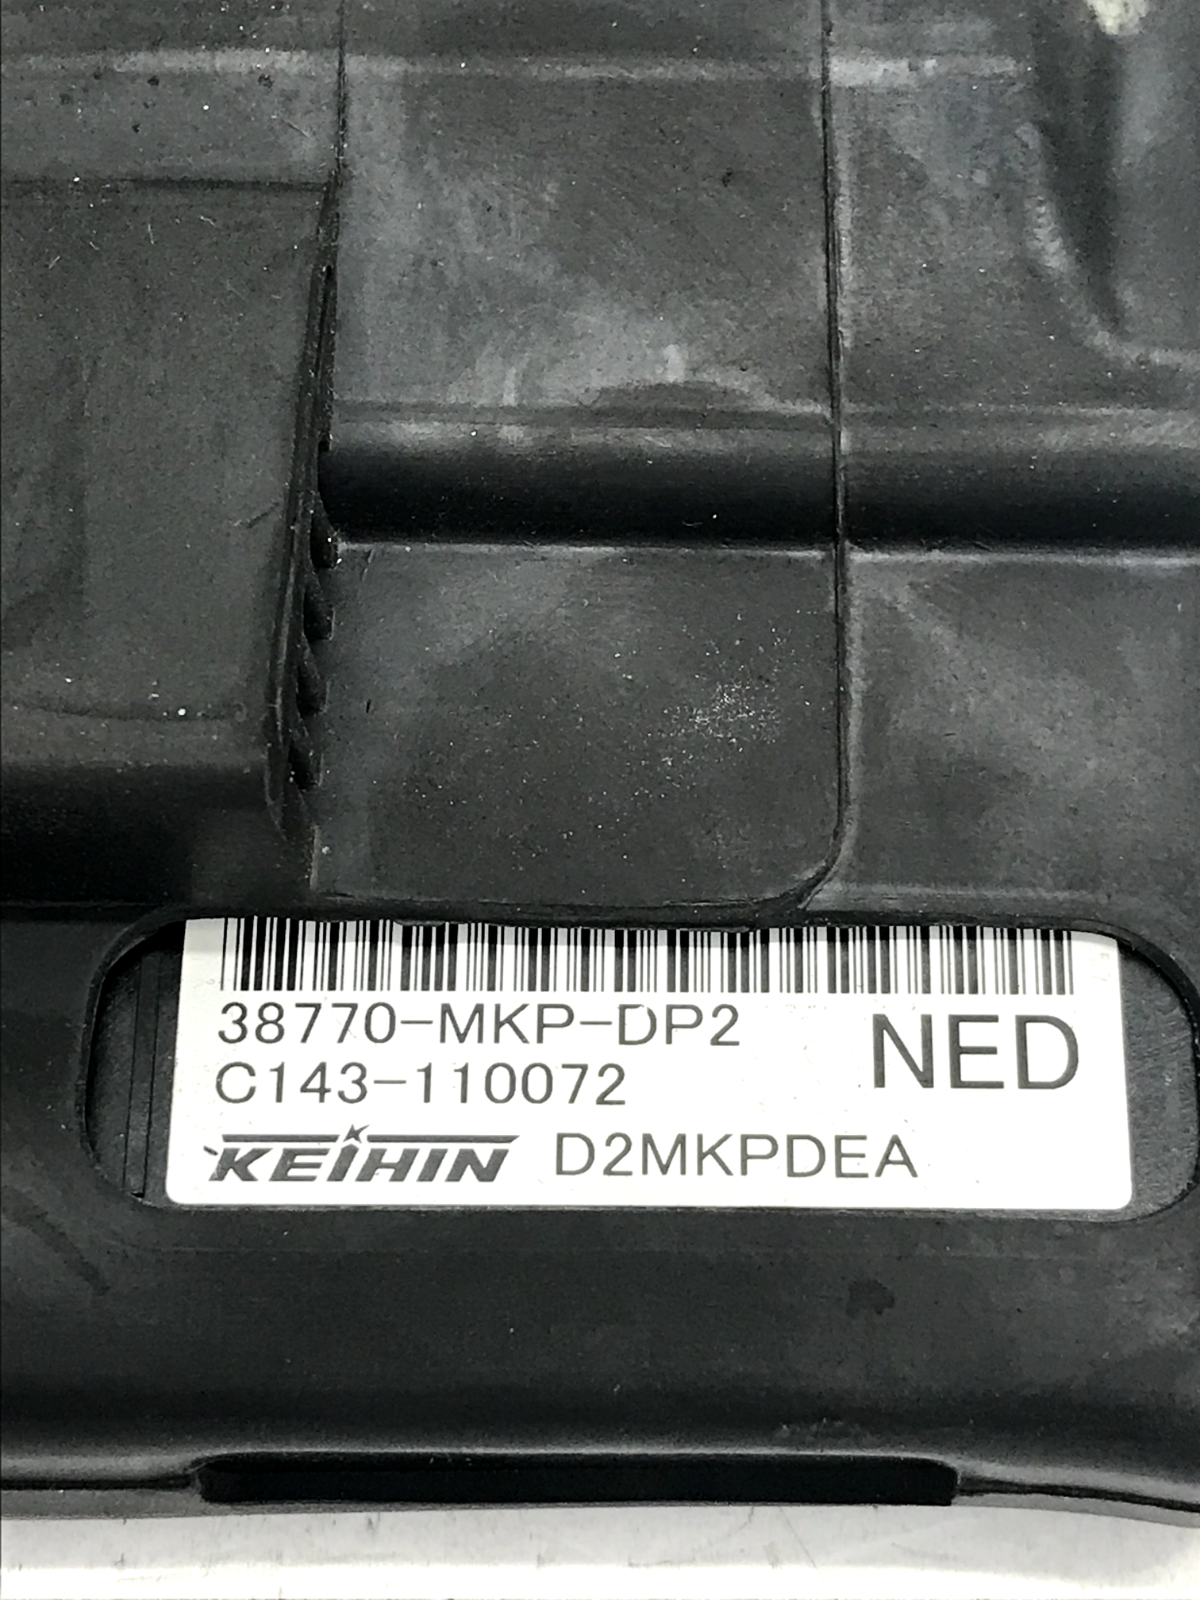 38770-MKP-DP2
NED
C143-110072
KEIHIN D2MKPDEA